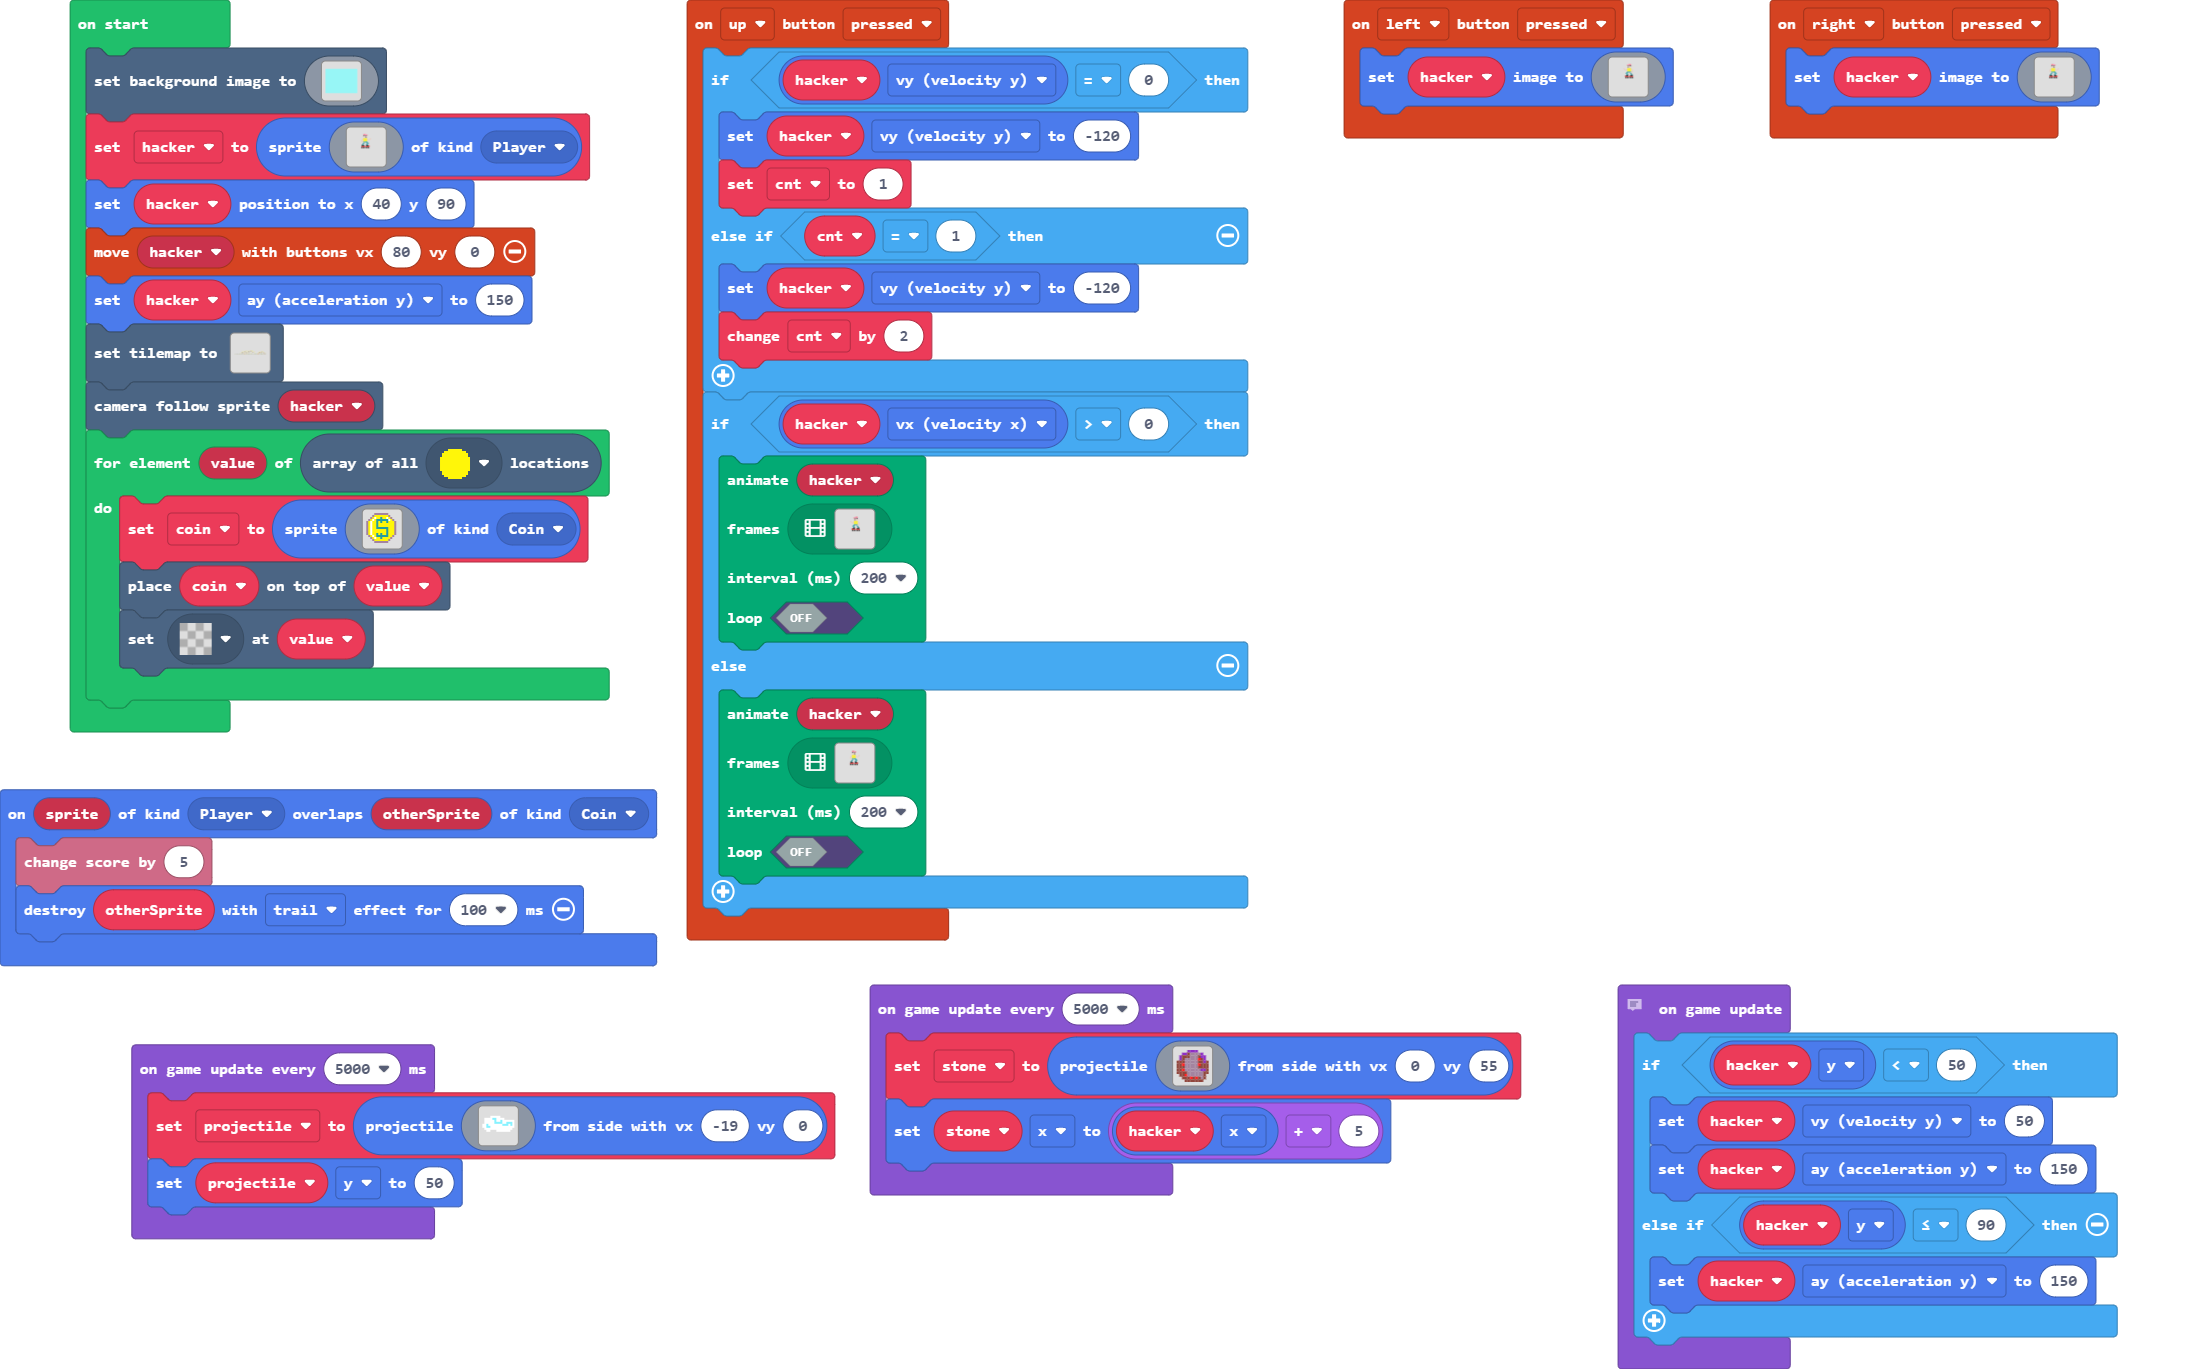 on start
set background image to
set hacker to sprite of kind Player
set hacker position to x 40 y 90
move hacker with buttons vx 80 vy 0
set hacker ay (acceleration y) to 150
set tilemap to
camera follow sprite hacker
for element value of array of all locations
do
set coin to sprite $ of kind Coin
place coin on top of value
set at value
on up button pressed
if hacker vy (velocity y) = 0 then
set hacker vy (velocity y) to -120
set cnt to 1
else if cnt = 1 then
set hacker vy (velocity y) to -120
change cnt by 2
if hacker vx (velocity x) > 0 then
animate hacker
frames
interval (ms) 200
loop OFF
else
animate hacker
frames
interval (ms) 200
loop OFF
on left button pressed
set hacker image to
on right button pressed
set hacker image to
on sprite of kind Player overlaps otherSprite of kind Coin
change score by 5
destroy otherSprite with trail effect for 100 ms
on game update every 5000 ms
set projectile to projectile from side with vx -19 vy 0
set projectile y to 50
on game update every 5000 ms
set stone to projectile from side with vx 0 vy 55
set stone x to hacker x + 5
on game update
if hacker y < 50 then
set hacker vy (velocity y) to 50
set hacker ay (acceleration y) to 150
else if hacker y ≤ 90 then
set hacker ay (acceleration y) to 150